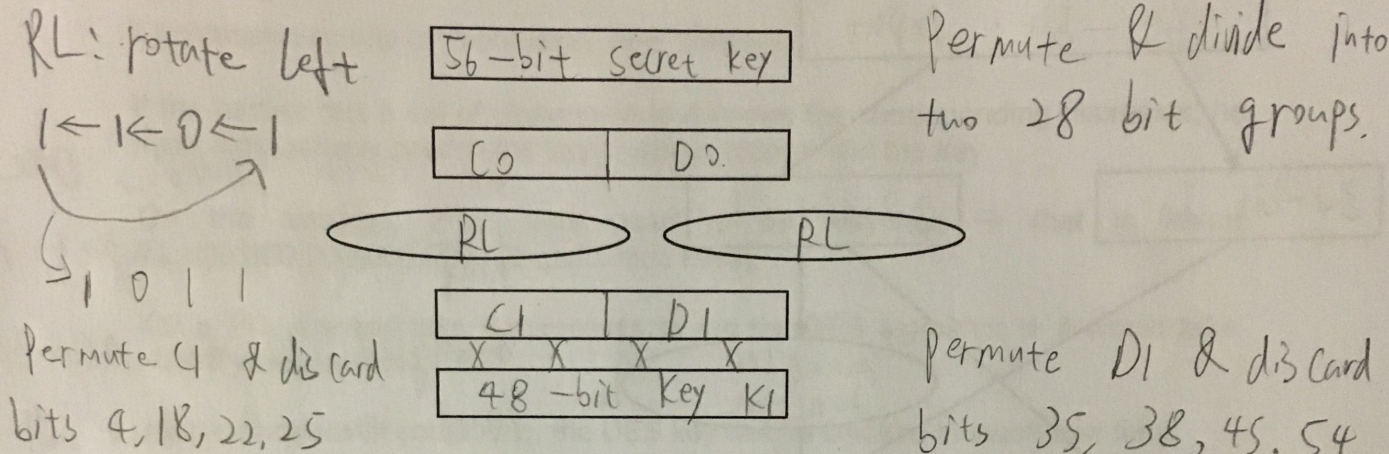 RL: rotate left
1 ← 1 ← 0 ← 1
1 0 1 1
56-bit secret key
Permute & divide into
two 28 bit groups.
C0 D0.
RL RL
C1 D1
X X X X
48-bit Key K1
Permute C1 & discard
bits 4, 18, 22, 25
Permute D1 & discard
bits 35, 38, 45, 54